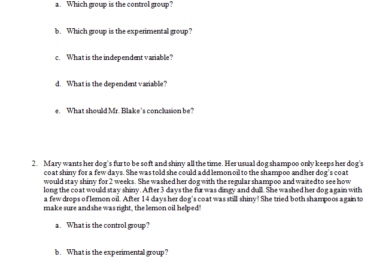 a. Which group is the control group?
b. Which group is the experimental group?
c. What is the independent variable?
d. What is the dependent variable?
e. What should Mr. Blake's conclusion be?
2. Mary wants her dog's fur to be soft and shiny all the time. Her usual dog shampoo only keeps her dog's
coat shiny for a few days. She was told she could add lemon oil to the shampoo and her dog's coat
would stay shiny for 2 weeks. She washed her dog with the regular shampoo and waited to see how
long the coat would stay shiny. After 3 days the fur was dingy and dull. She washed her dog again with
a few drops of lemon oil. After 14 days her dog's coat was still shiny! She tried both shampoos again to
make sure and she was right, the lemon oil helped!
a. What is the control group?
b. What is the experimental group?